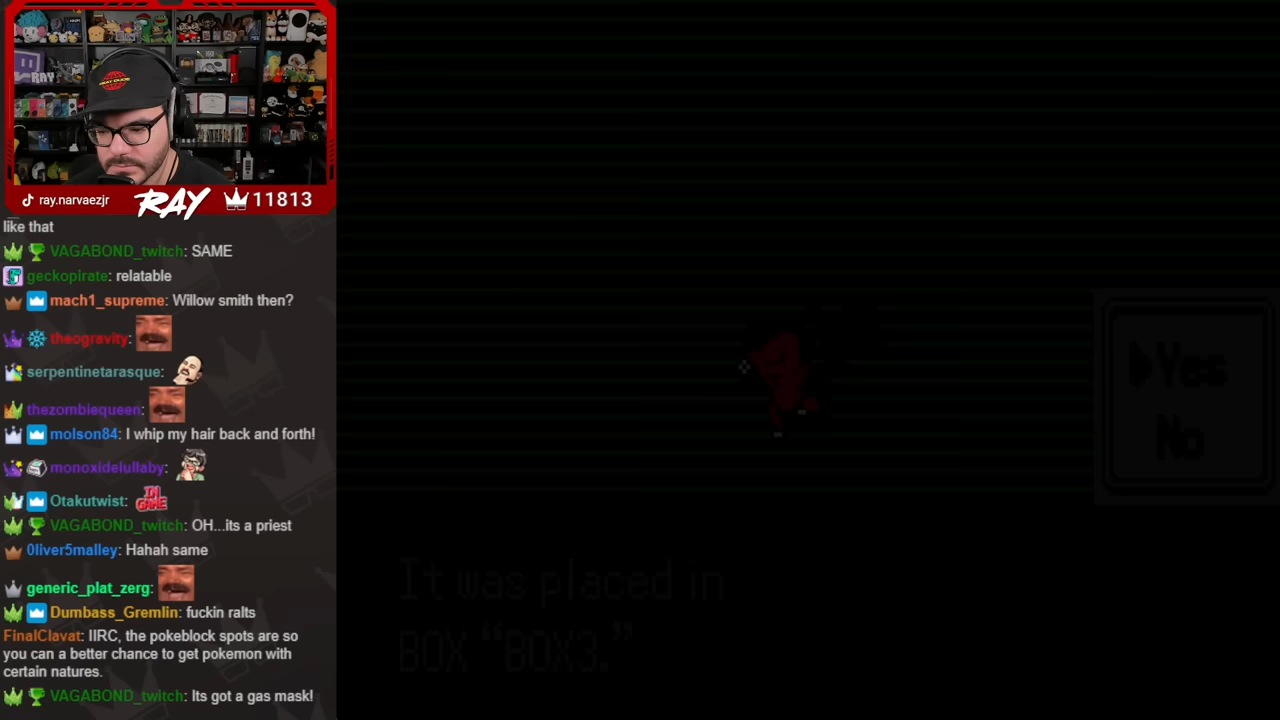 ray.narvaezjr
RAY
11813
like that
VAGABOND_twitch: SAME
geckopirate: relatable
mach1_supreme: Willow smith then?
theogravity:
serpentinetarasque:
thezombiequeen:
molson84: I whip my hair back and forth!
monoxidelullaby:
Otakutwist: IN GAME
VAGABOND_twitch: OH...its a priest
0liver5malley: Hahah same
generic_plat_zerg:
Dumbass_Gremlin: fuckin ralts
FinalClavat: IIRC, the pokeblock spots are so
you can a better chance to get pokemon with
certain natures.
VAGABOND_twitch: Its got a gas mask!
Yes
No
It was placed in
BOX “BOX3.”